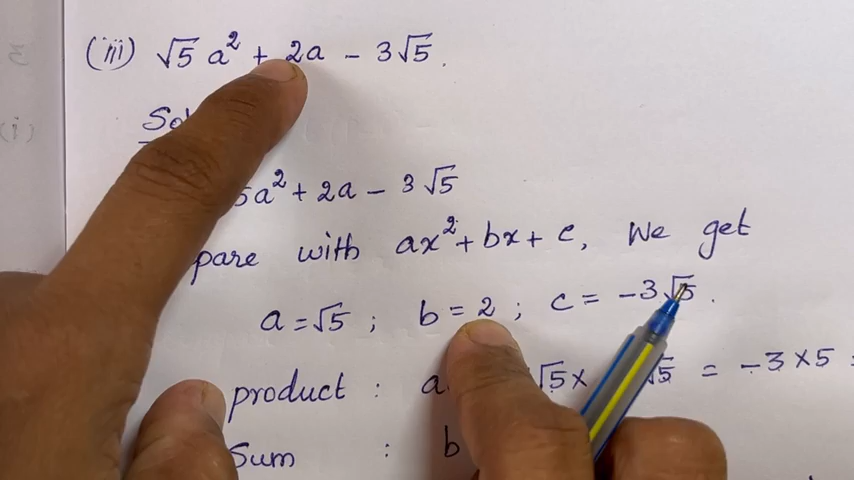 (iii) √5 a² + 2a - 3√5.
5a² + 2a - 3√5
pare with ax² + bx + c, We get
a = √5 ; b = 2 ; c = -3√5.
product : a √5 × √5 = -3 × 5 =
Sum : b